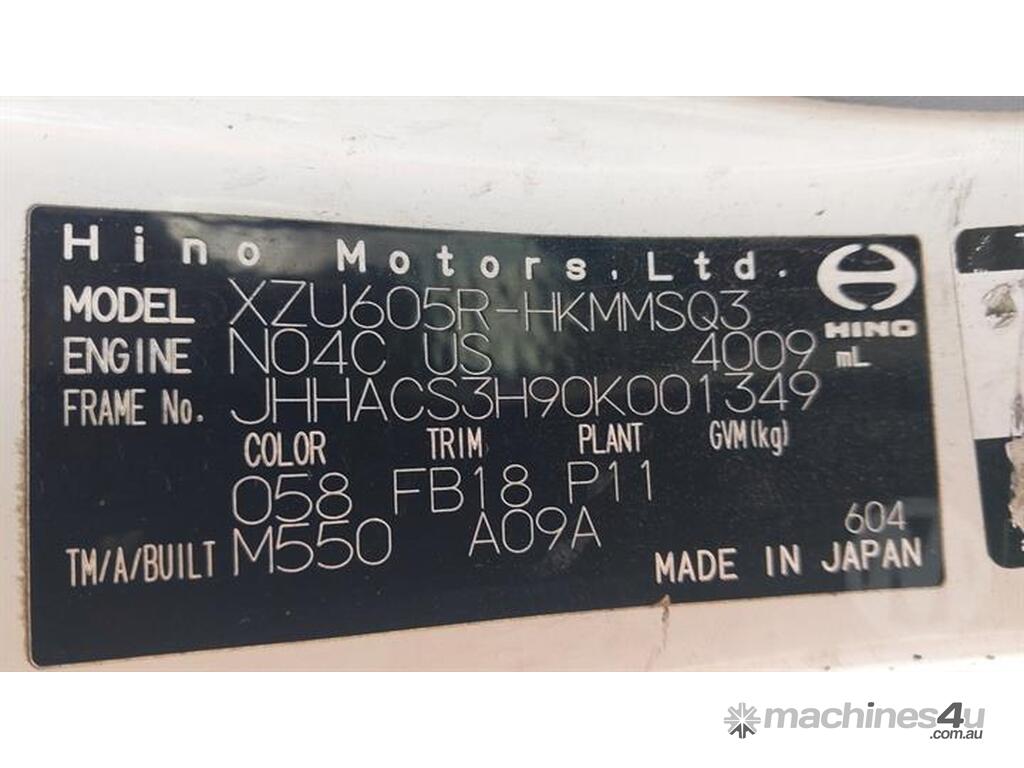 Hino Motors,Ltd.
HINO
MODEL XZU605R-HKMMSQ3
ENGINE N04C US 4009 mL
FRAME No. JHHACS3H90K001349
COLOR TRIM PLANT GVM(kg)
058 FB18 P11
TM/A/BUILT M550 A09A 604
MADE IN JAPAN
machines4u
.com.au